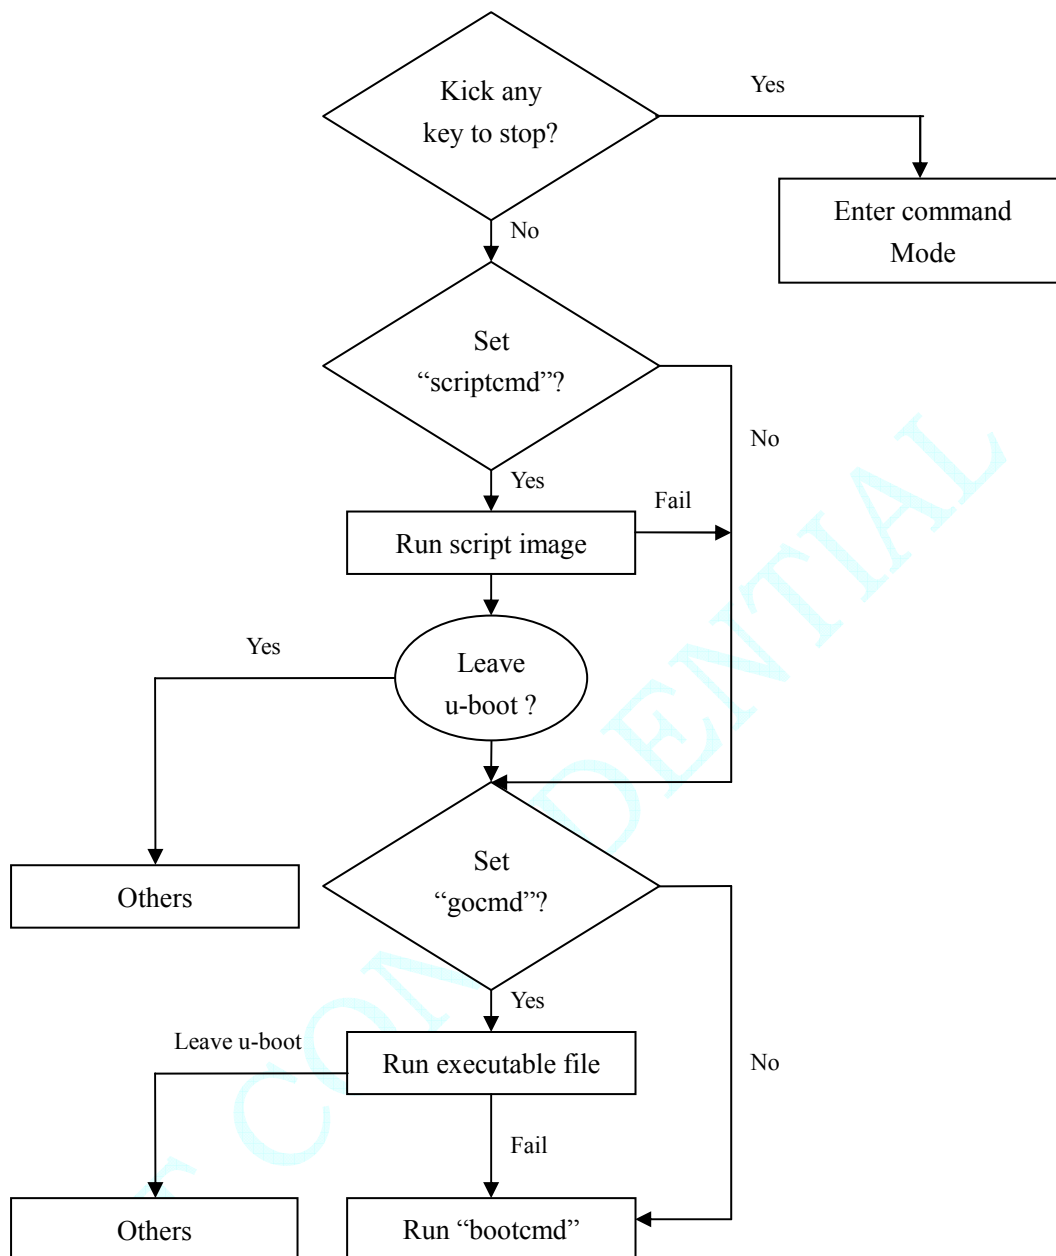 Kick any
key to stop?
Yes
Enter command
Mode
No
Set
“scriptcmd”?
No
Yes
Fail
Run script image
Yes
Leave
u-boot ?
Others
Set
“gocmd”?
Yes
No
Leave u-boot
Run executable file
Fail
Others
Run “bootcmd”